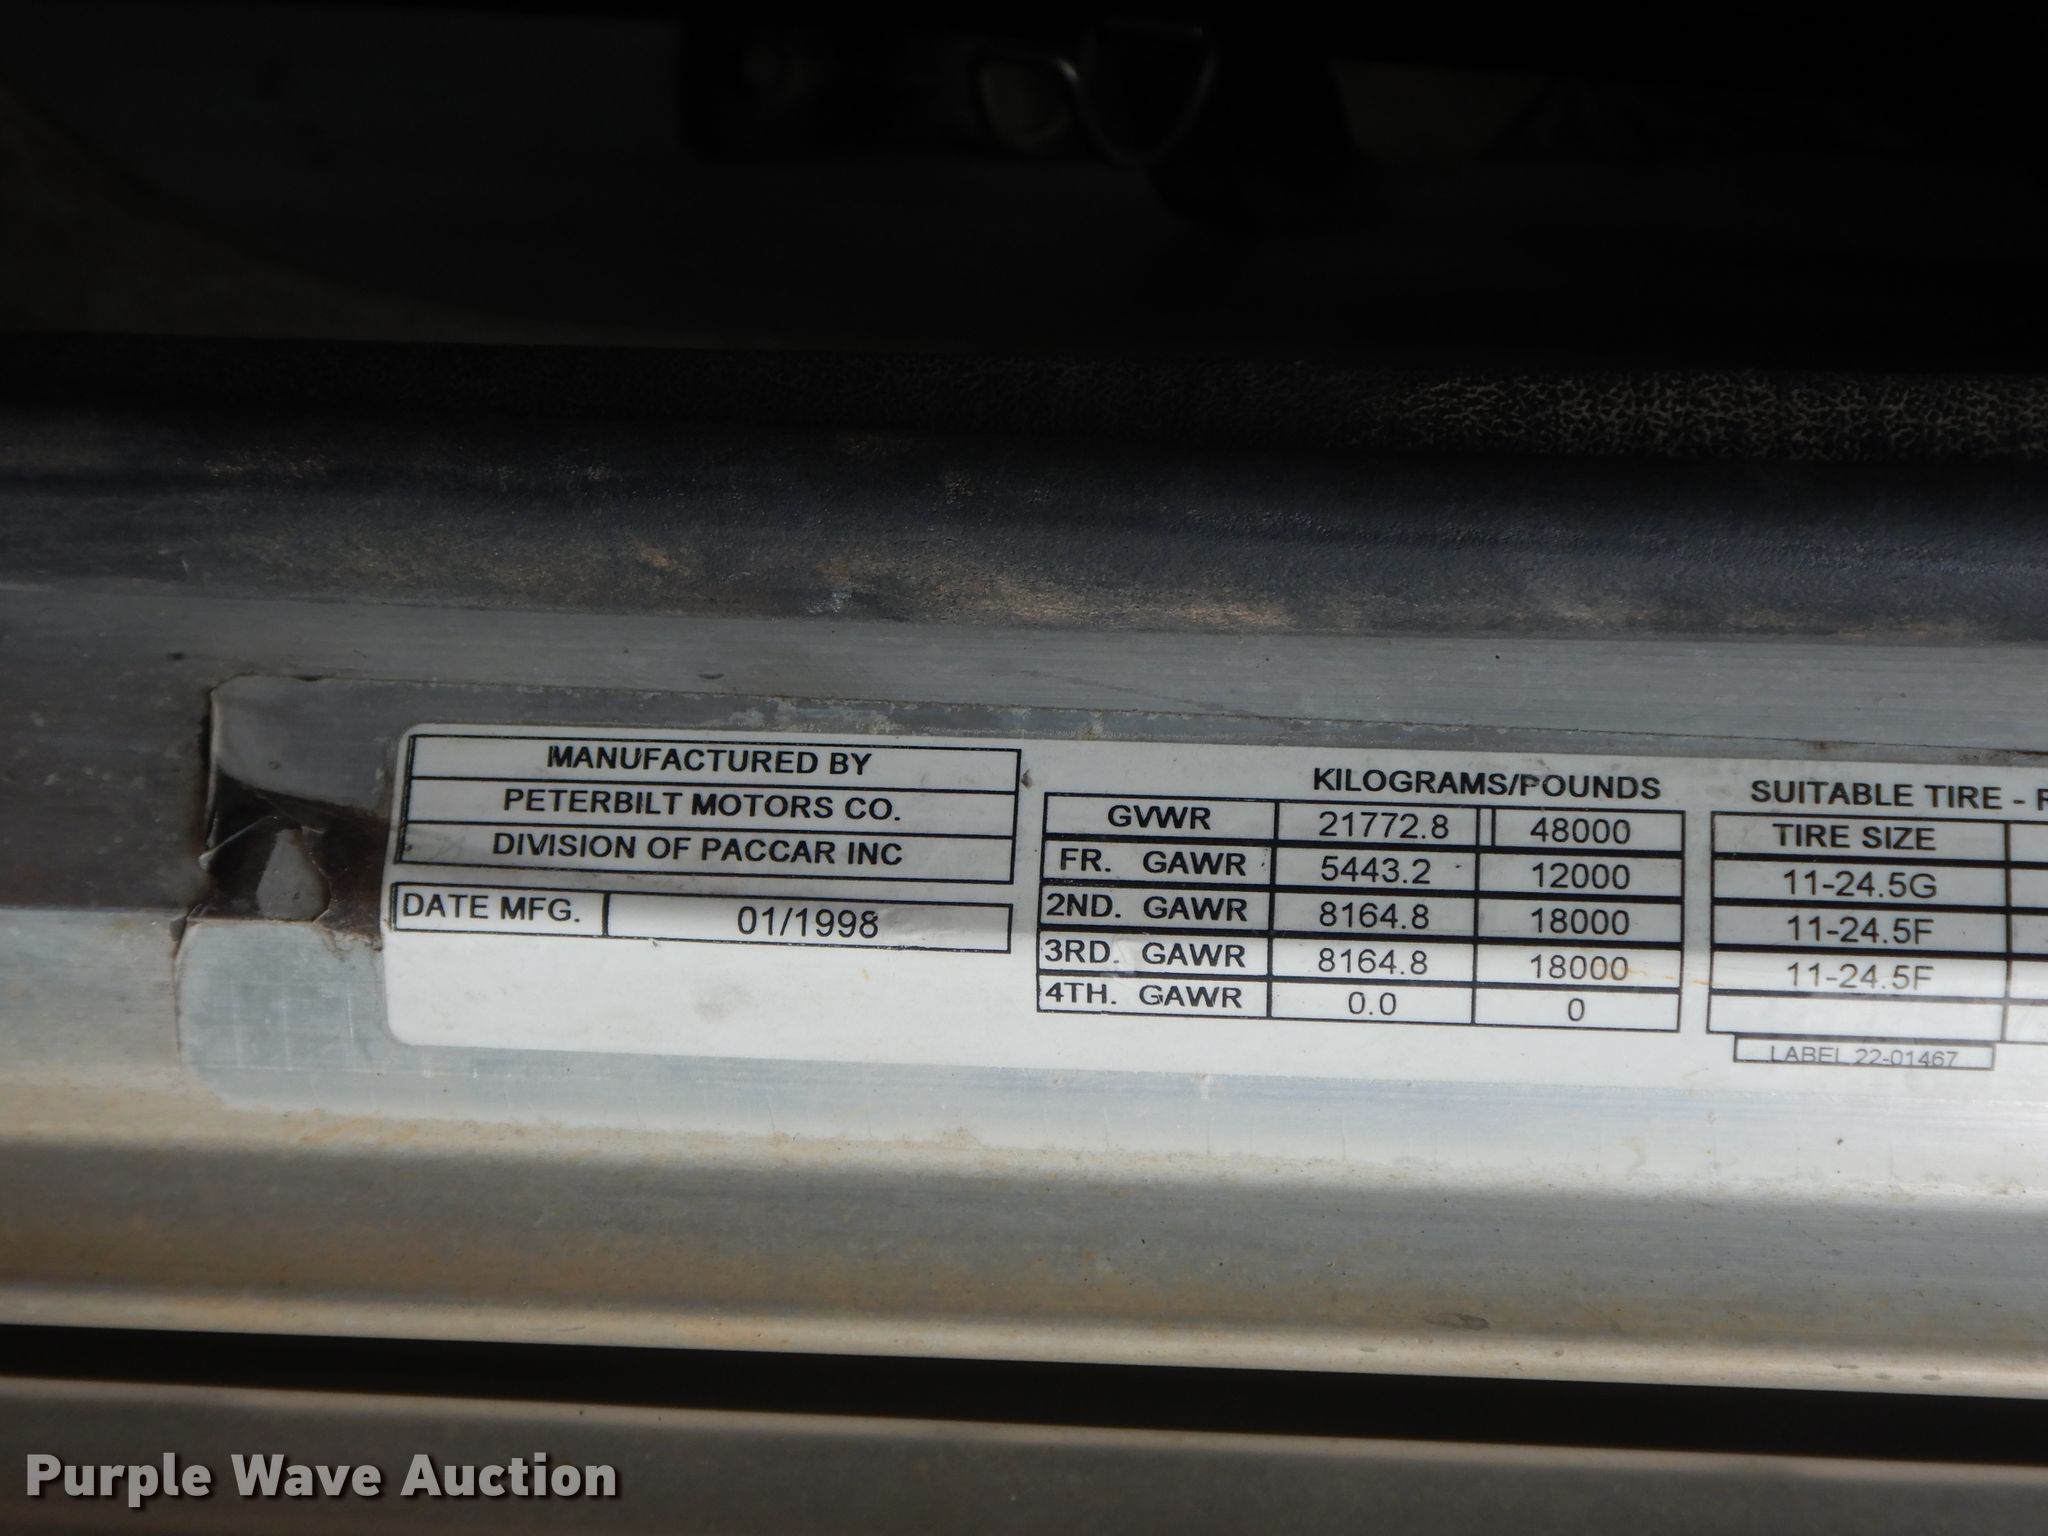 MANUFACTURED BY
PETERBILT MOTORS CO.
DIVISION OF PACCAR INC
DATE MFG. 01/1998
KILOGRAMS/POUNDS
GVWR 21772.8 48000
FR. GAWR 5443.2 12000
2ND. GAWR 8164.8 18000
3RD. GAWR 8164.8 18000
4TH. GAWR 0.0 0
SUITABLE TIRE -
TIRE SIZE
11-24.5G
11-24.5F
11-24.5F
LABEL 22-01467
Purple Wave Auction